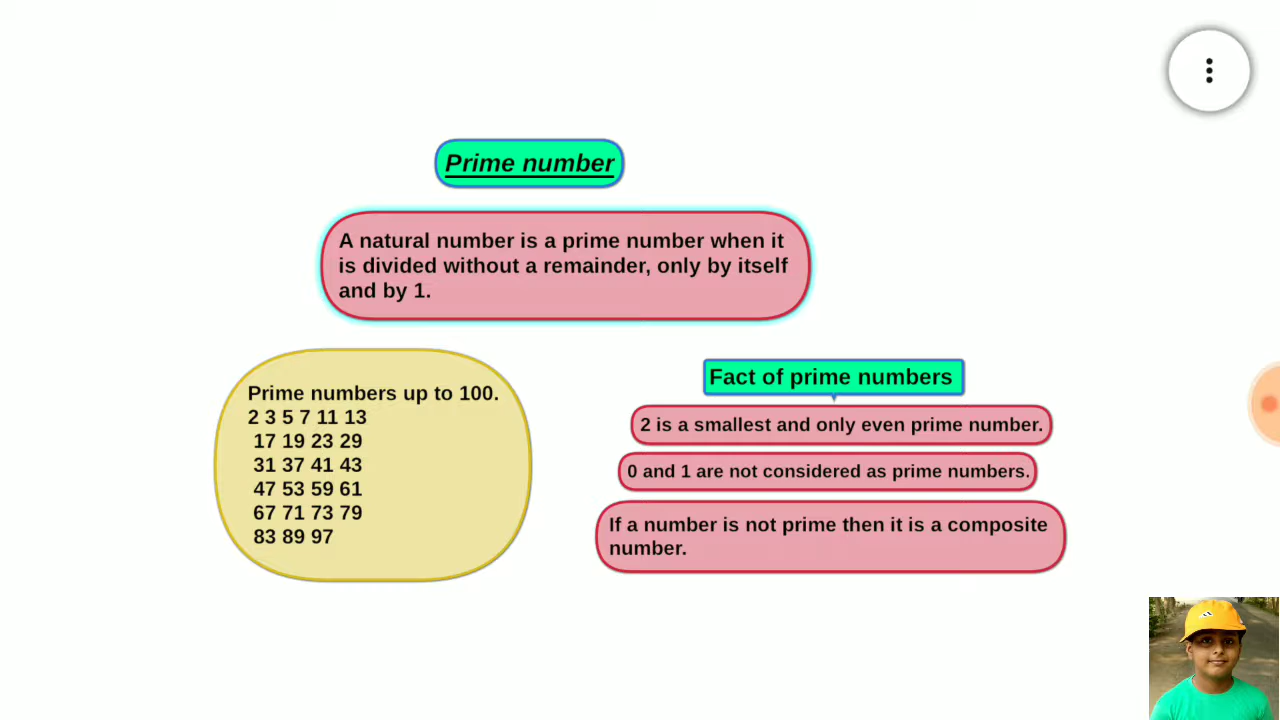 Prime number
A natural number is a prime number when it
is divided without a remainder, only by itself
and by 1.
Prime numbers up to 100.
2 3 5 7 11 13
17 19 23 29
31 37 41 43
47 53 59 61
67 71 73 79
83 89 97
Fact of prime numbers
2 is a smallest and only even prime number.
0 and 1 are not considered as prime numbers.
If a number is not prime then it is a composite
number.